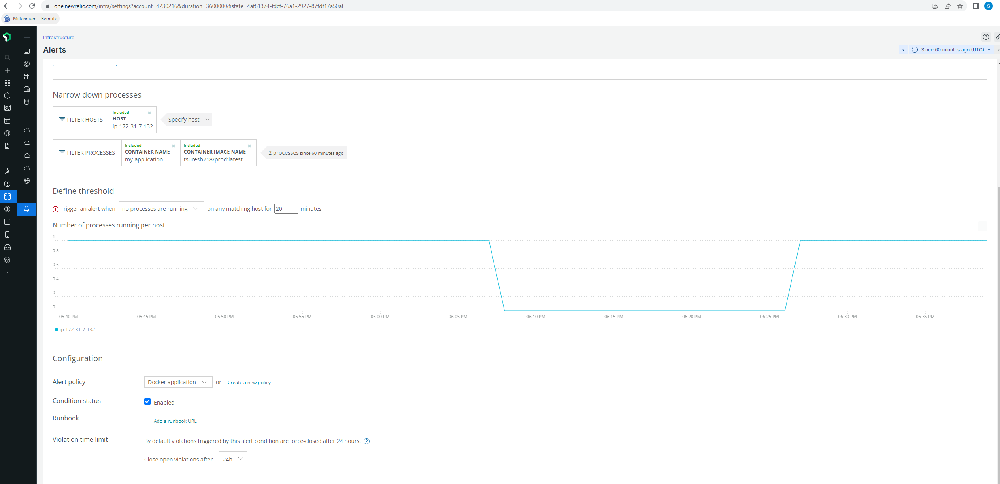 one.newrelic.com/infra/settings?account=4230216&duration=3600000&state=4af81374-fdcf-76a1-2927-87fdf17a50af
S
Millennium - Remote
Infrastructure
Alerts
Since 60 minutes ago (UTC)
Narrow down processes
FILTER HOSTS
Included
HOST
ip-172-31-7-132
Specify host
FILTER PROCESSES
Included
CONTAINER NAME
my-application
Included
CONTAINER IMAGE NAME
tsuresh218/prod:latest
2 processes since 60 minutes ago
Define threshold
Trigger an alert when no processes are running on any matching host for 20 minutes
Number of processes running per host
...
1
0.8
0.6
0.4
0.2
0
05:40 PM 05:45 PM 05:50 PM 05:55 PM 06:00 PM 06:05 PM 06:10 PM 06:15 PM 06:20 PM 06:25 PM 06:30 PM 06:35 PM
ip-172-31-7-132
Configuration
Alert policy Docker application or Create a new policy
Condition status Enabled
Runbook + Add a runbook URL
Violation time limit By default violations triggered by this alert condition are force-closed after 24 hours. ?
Close open violations after 24h